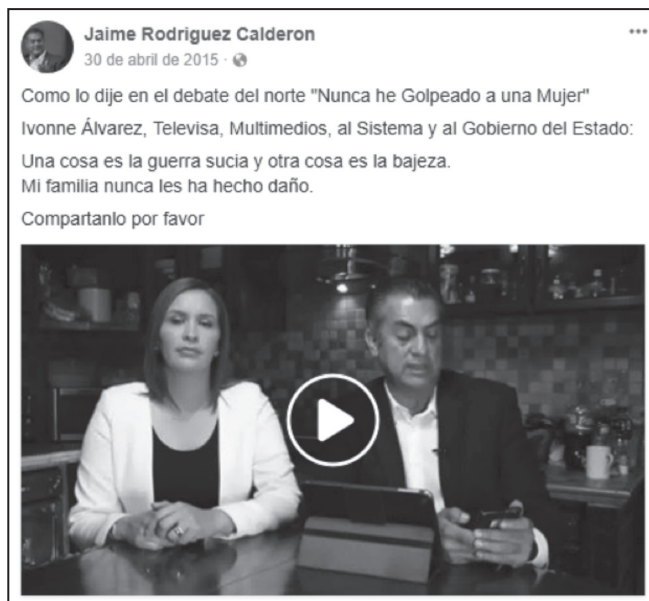 Jaime Rodriguez Calderon
30 de abril de 2015 ·
Como lo dije en el debate del norte "Nunca he Golpeado a una Mujer"
Ivonne Álvarez, Televisa, Multimedios, al Sistema y al Gobierno del Estado:
Una cosa es la guerra sucia y otra cosa es la bajeza.
Mi familia nunca les ha hecho daño.
Compartanlo por favor